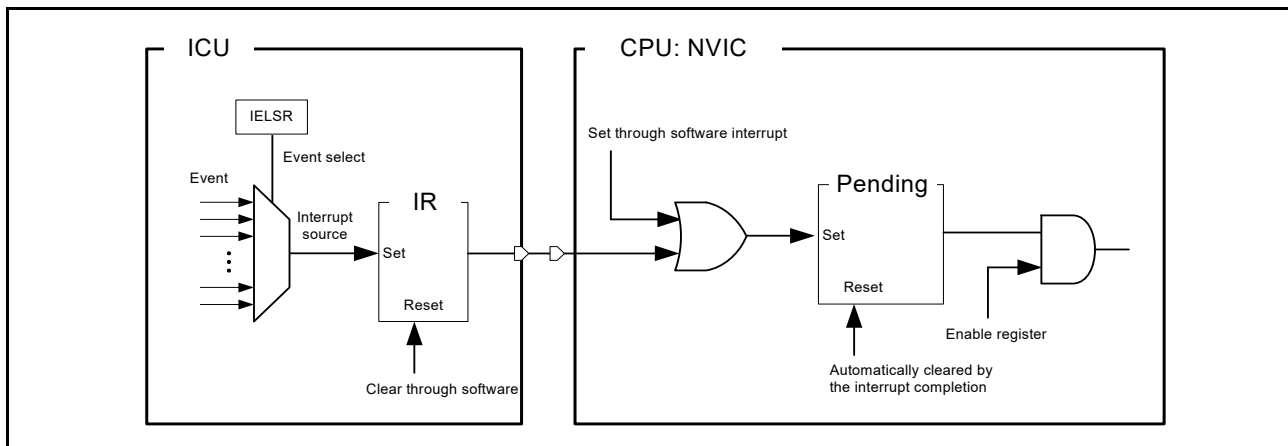 ICU
CPU: NVIC
IELSR
Event select
Event
Interrupt
source
IR
Set
Reset
Clear through software
Set through software interrupt
Pending
Set
Reset
Enable register
Automatically cleared by
the interrupt completion